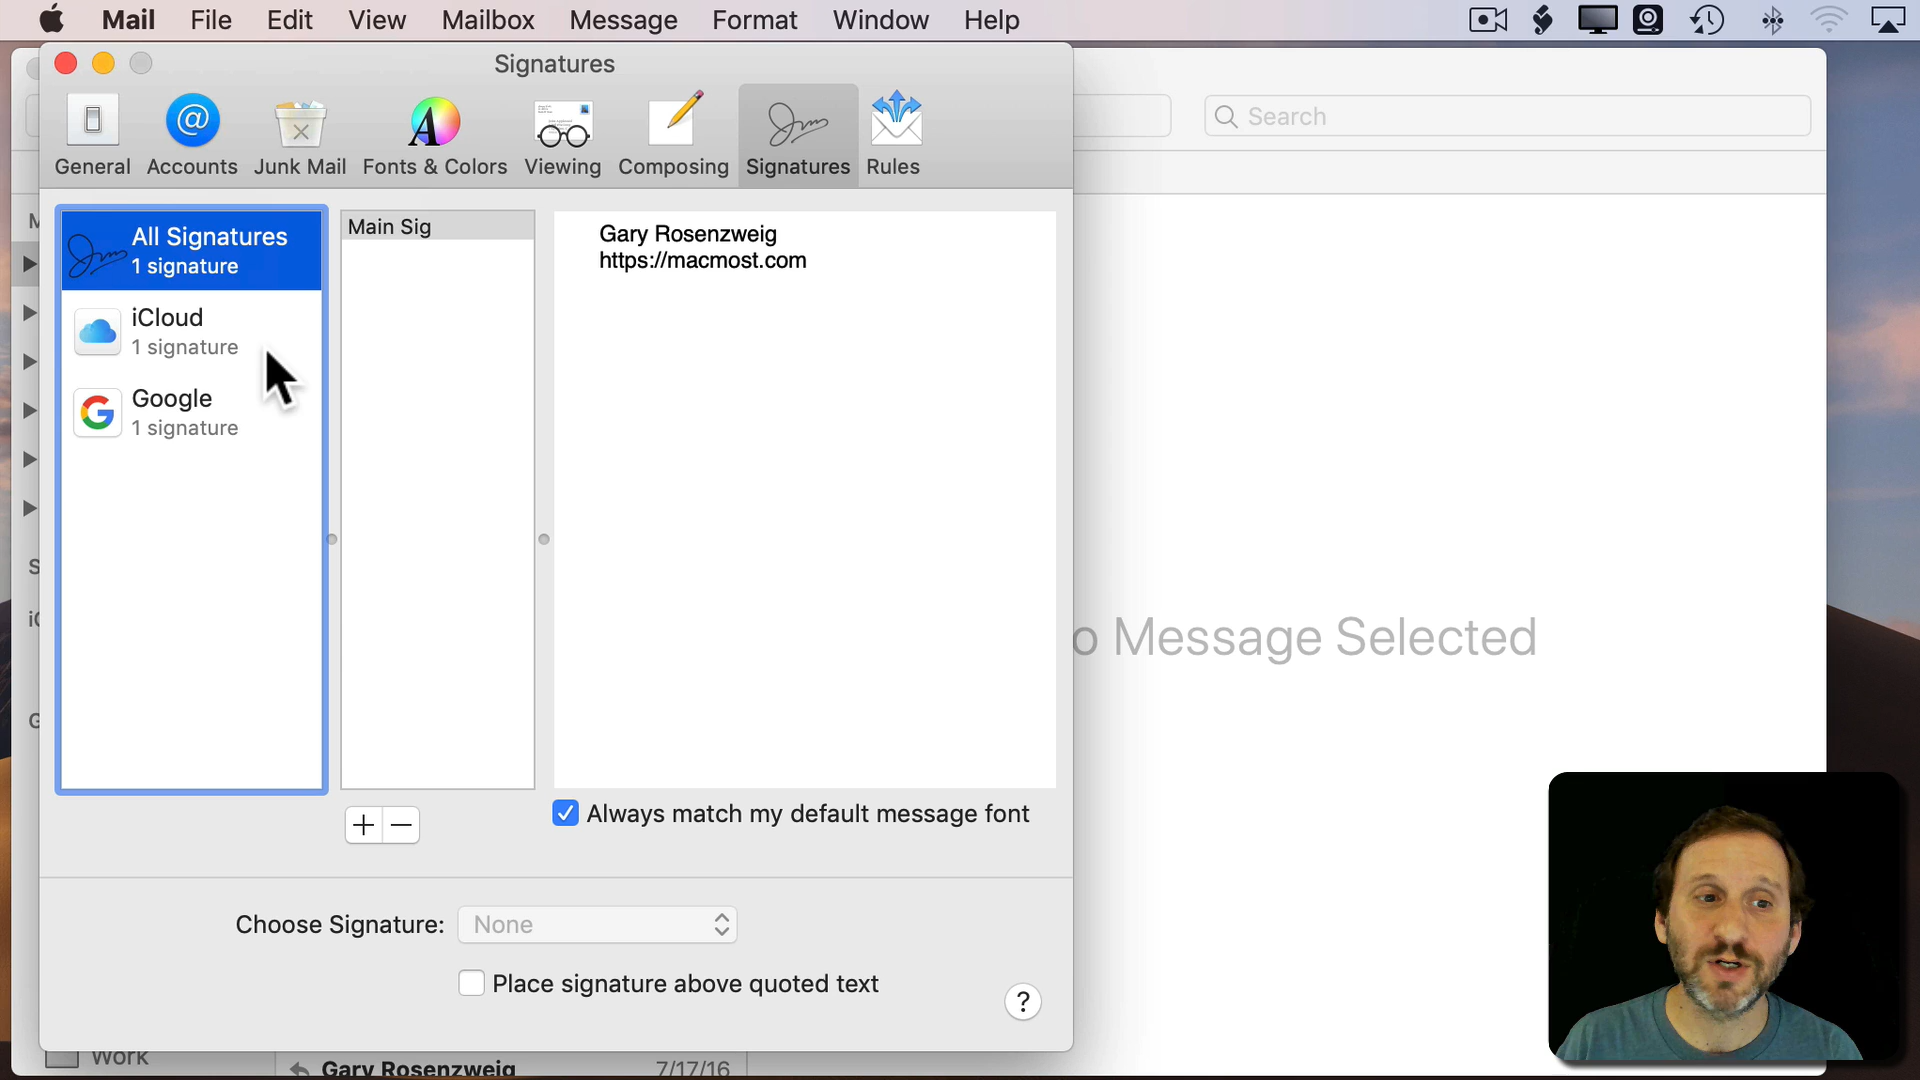 Mail File Edit View Mailbox Message Format Window Help
Signatures
General Accounts Junk Mail Fonts & Colors Viewing Composing Signatures Rules
Search
All Signatures
1 signature
iCloud
1 signature
Google
1 signature
Main Sig
Gary Rosenzweig
https://macmost.com
Always match my default message font
o Message Selected
Choose Signature: None
Place signature above quoted text
?
Work
Gary Rosenzweig 7/17/16